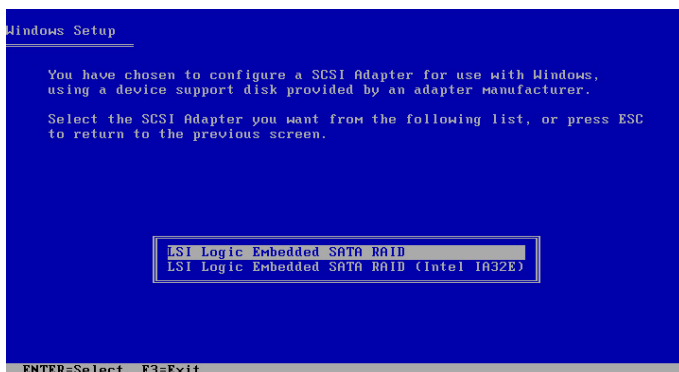 Windows Setup
You have chosen to configure a SCSI Adapter for use with Windows,
using a device support disk provided by an adapter manufacturer.
Select the SCSI Adapter you want from the following list, or press ESC
to return to the previous screen.
LSI Logic Embedded SATA RAID
LSI Logic Embedded SATA RAID (Intel IA32E)
ENTER=Select F3=Exit